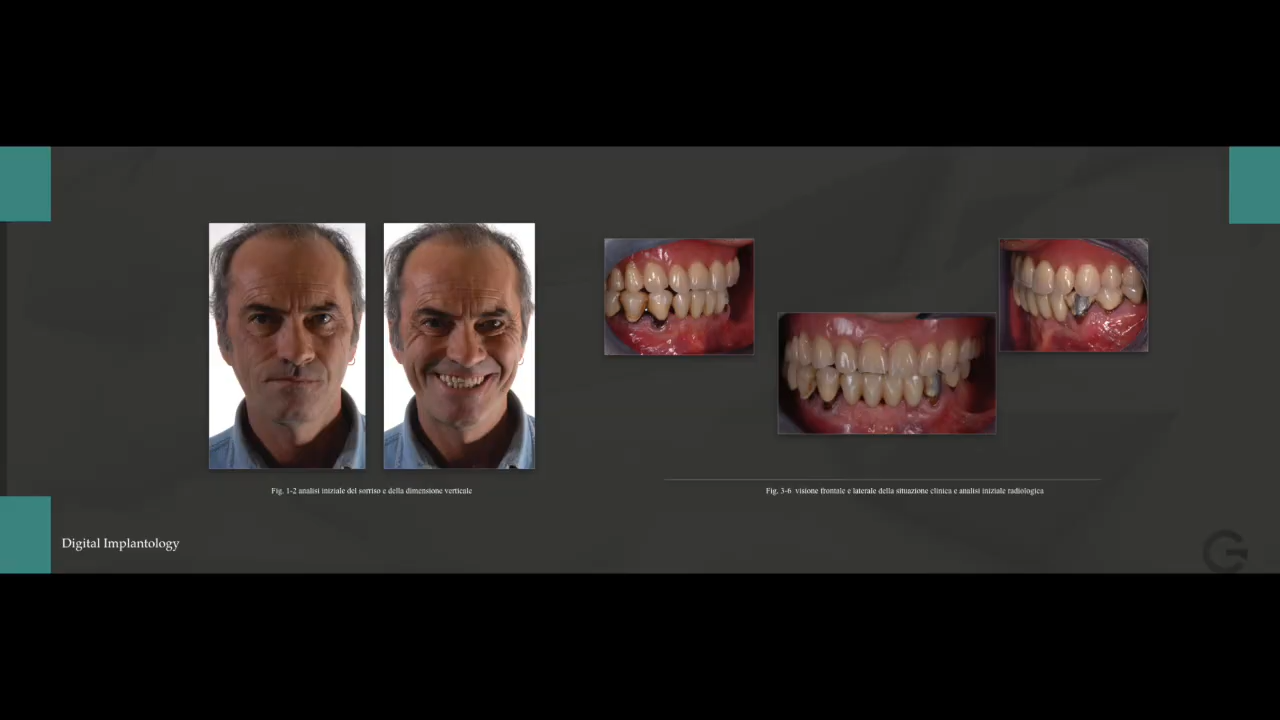 Fig. 1-2 analisi iniziale del sorriso e della dimensione verticale
Fig. 3-6 visione frontale e laterale della situazione clinica e analisi iniziale radiologica
Digital Implantology